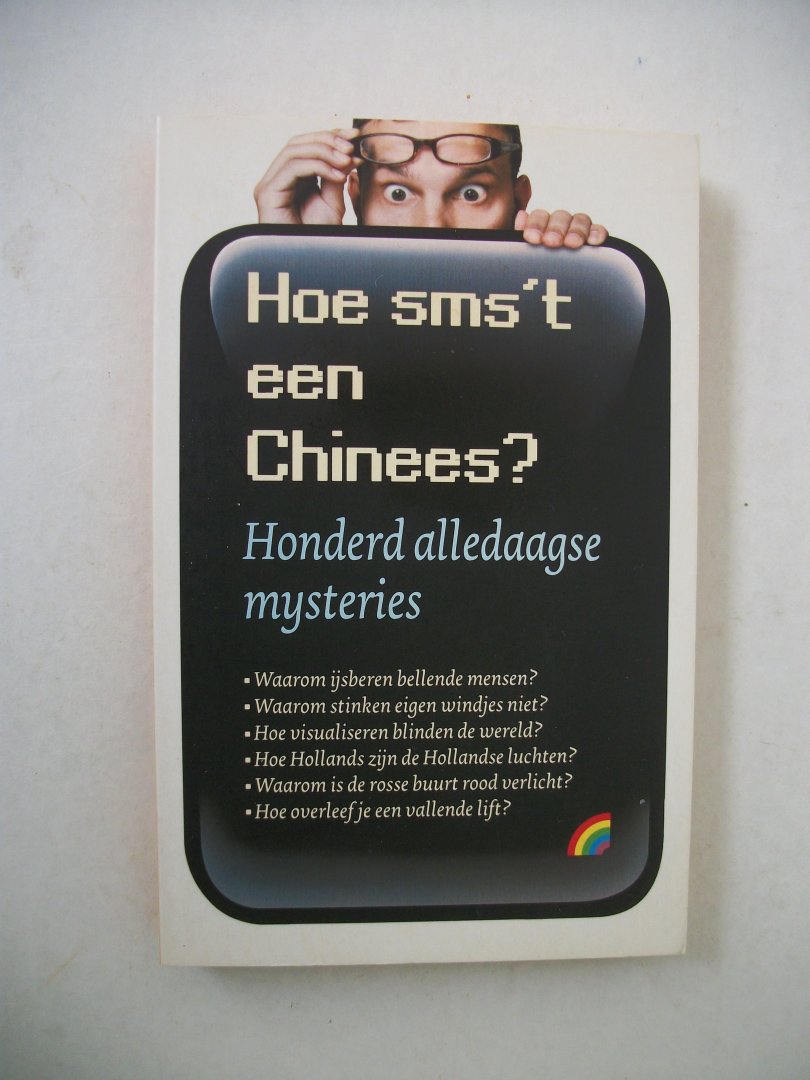 Hoe sms't
een
Chinees?
Honderd alledaagse
mysteries
▪ Waarom ijsberen bellende mensen?
▪ Waarom stinken eigen windjes niet?
▪ Hoe visualiseren blinden de wereld?
▪ Hoe Hollands zijn de Hollandse luchten?
▪ Waarom is de rosse buurt rood verlicht?
▪ Hoe overleef je een vallende lift?